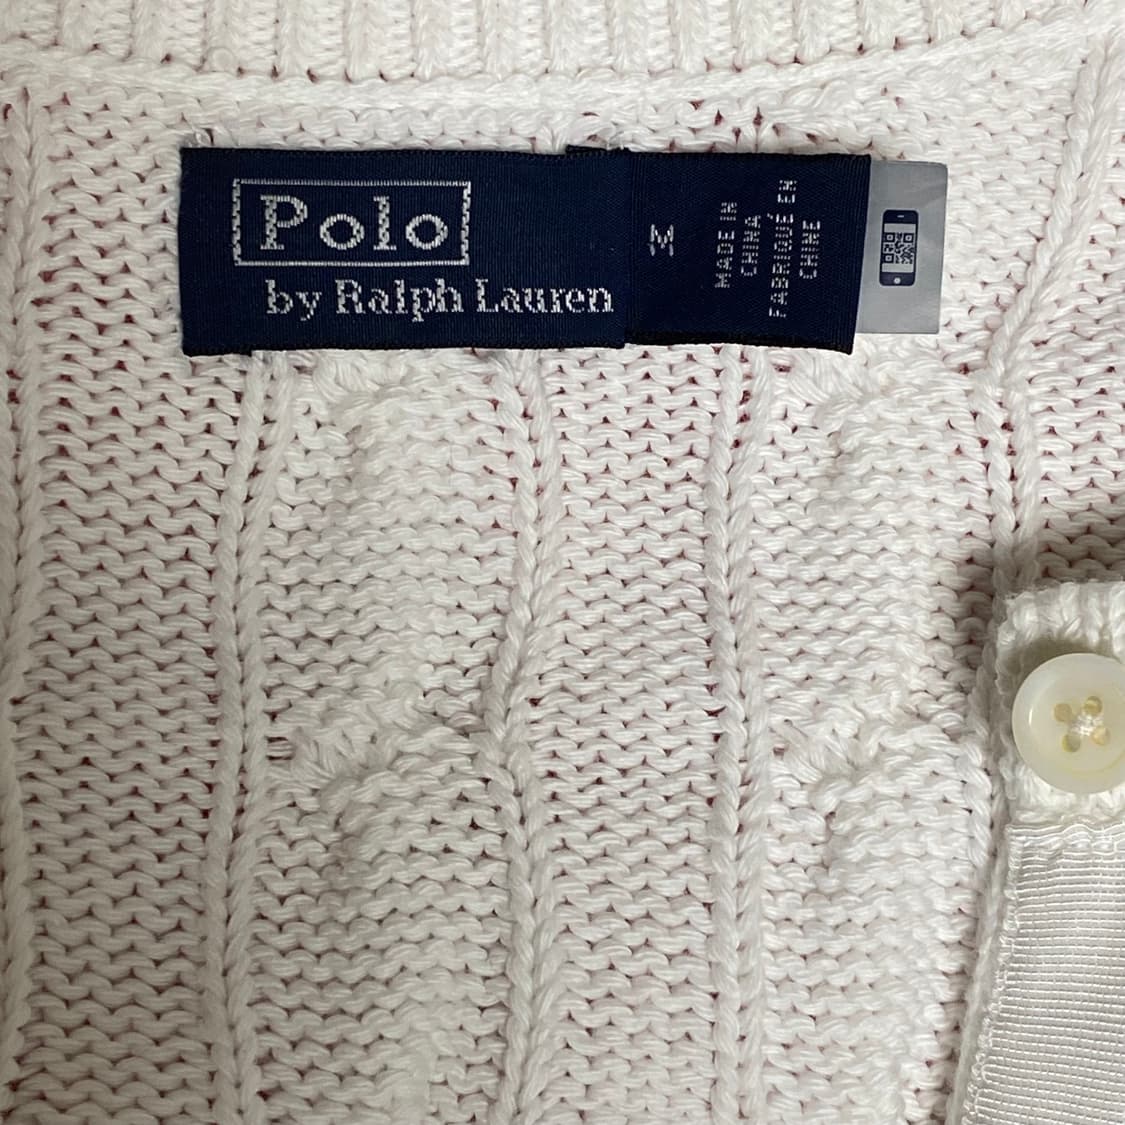 Polo
by Ralph Lauren
M
MADE IN
CHINA
FABRIQUÉ EN
CHINE